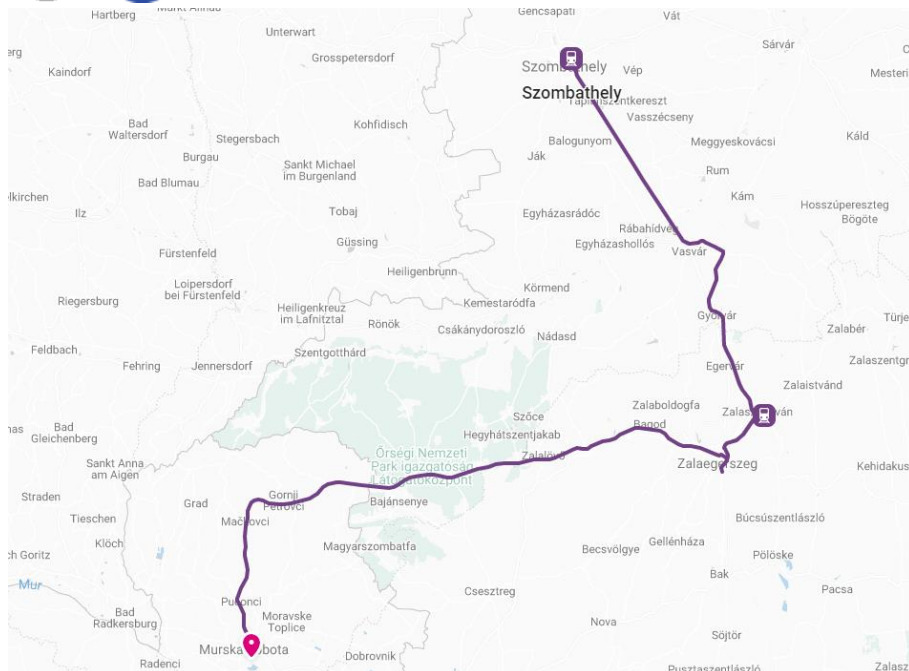 Gencsapáti
Hartberg
Vát
Unterwart
Sárvár
Grosspetersdorf
Szombathely
Vép
Kaindorf
Szombathely
Táplánszentkereszt
Vasszécseny
Bad
Waltersdorf
Kohfidisch
Stegersbach
Balogunyom
Meggyeskovácsi
Káld
Burgau
Sankt Michael
im Burgenland
Ják
Rum
Bad Blumau
Kám
Ilz
Tobaj
Egyházasrádóc
Hosszúpereszteg
Bögöte
Güssing
Rábahídvég
Egyházashollós
Vasvár
Fürstenfeld
Heiligenbrunn
Loipersdorf
bei Fürstenfeld
Körmend
Riegersburg
Heiligenkreuz
im Lafnitztal
Kemestaródfa
Győrvár
Rönök
Csákánydoroszló
Nádasd
Zalabér
Feldbach
Szentgotthárd
Fehring
Jennersdorf
Egervár
Zalaistvánd
Zalaboldogfa
Szőce
Bagod
Bad
Gleichenberg
Hegyhátszentjakab
Őrségi Nemzeti
Park igazgatóság
Látogatóközpont
Zalalövő
Zalaegerszeg
Sankt Anna
am Aigen
Kehidakus
Straden
Grad
Gornji
Petrovci
Bajánsenye
Tieschen
Mačkovci
Búcsúszentlászló
Klöch
Magyarszombatfa
Becsvölgye
Gellénháza
Pölöske
Mur
Bak
Csesztreg
Pacsa
Puconci
Bad
Radkersburg
Moravske
Toplice
Nova
Söjtör
Murska Sobota
Radenci
Dobrovnik
Pusztaszentlászló